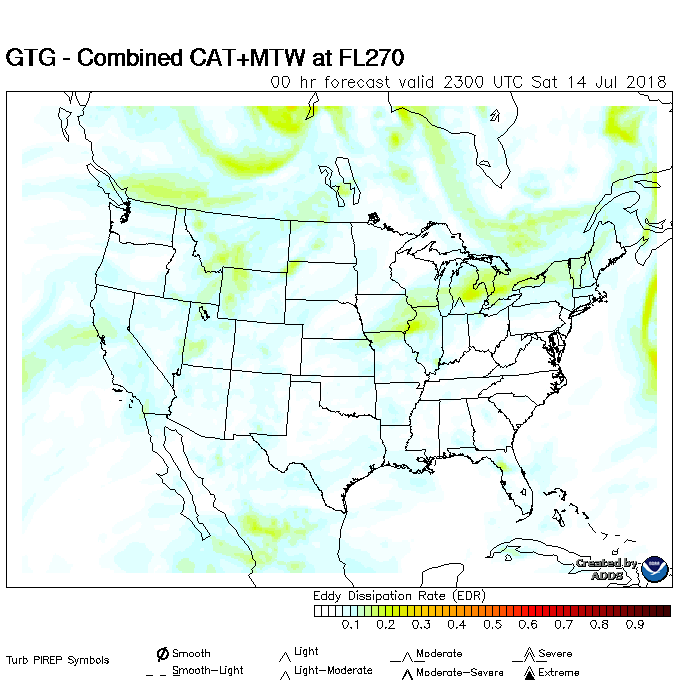 GTG - Combined CAT+MTW at FL270
00 hr forecast valid 2300 UTC Sat 14 Jul 2018
Created by
ADDS
Eddy Dissipation Rate (EDR)
0.1 0.2 0.3 0.4 0.5 0.6 0.7 0.8 0.9
Turb PIREP Symbols
Smooth Light Moderate Severe
Smooth-Light Light-Moderate Moderate-Severe Extreme